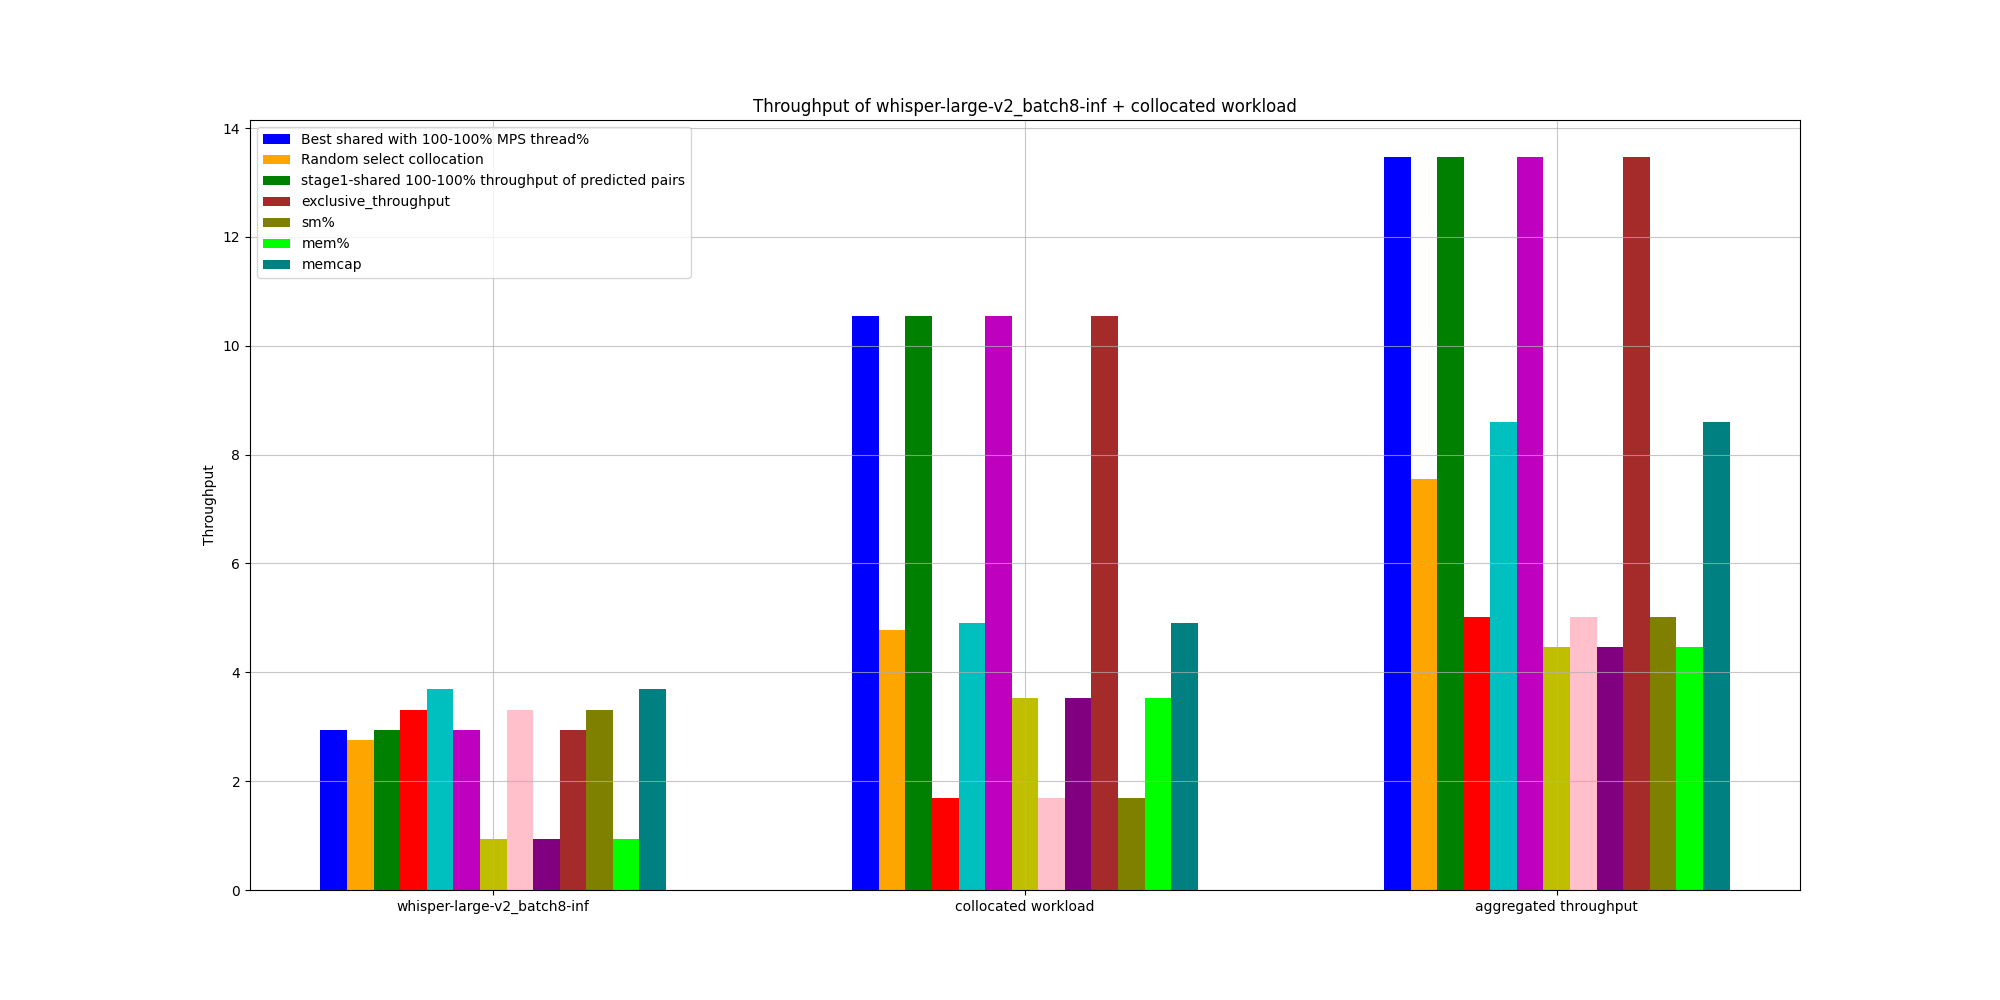 Throughput of whisper-large-v2_batch8-inf + collocated workload
Best shared with 100-100% MPS thread%
Random select collocation
stage1-shared 100-100% throughput of predicted pairs
exclusive_throughput
sm%
mem%
memcap
Throughput
14
12
10
8
6
4
2
0
whisper-large-v2_batch8-inf
collocated workload
aggregated throughput